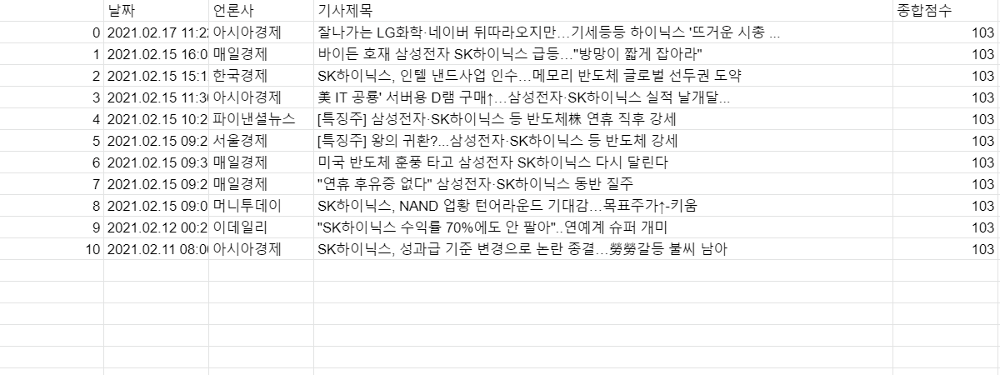 날짜 언론사 기사제목 종합점수
0 2021.02.17 11:22 아시아경제 잘나가는 LG화학·네이버 뒤따라오지만…기세등등 하이닉스 '뜨거운 시총 ... 103
1 2021.02.15 16:0 매일경제 바이든 호재 삼성전자 SK하이닉스 급등…"방망이 짧게 잡아라" 103
2 2021.02.15 15:1 한국경제 SK하이닉스, 인텔 낸드사업 인수…메모리 반도체 글로벌 선두권 도약 103
3 2021.02.15 11:30 아시아경제 美 IT 공룡' 서버용 D램 구매↑…삼성전자·SK하이닉스 실적 날개달... 103
4 2021.02.15 10:2 파이낸셜뉴스 [특징주] 삼성전자·SK하이닉스 등 반도체株 연휴 직후 강세 103
5 2021.02.15 09:2 서울경제 [특징주] 왕의 귀환?...삼성전자·SK하이닉스 등 반도체 강세 103
6 2021.02.15 09:3 매일경제 미국 반도체 훈풍 타고 삼성전자 SK하이닉스 다시 달린다 103
7 2021.02.15 09:2 매일경제 "연휴 후유증 없다" 삼성전자·SK하이닉스 동반 질주 103
8 2021.02.15 09:0 머니투데이 SK하이닉스, NAND 업황 턴어라운드 기대감…목표주가↑-키움 103
9 2021.02.12 00:2 이데일리 "SK하이닉스 수익률 70%에도 안 팔아"..연예계 슈퍼 개미 103
10 2021.02.11 08:00 아시아경제 SK하이닉스, 성과급 기준 변경으로 논란 종결…勞勞갈등 불씨 남아 103